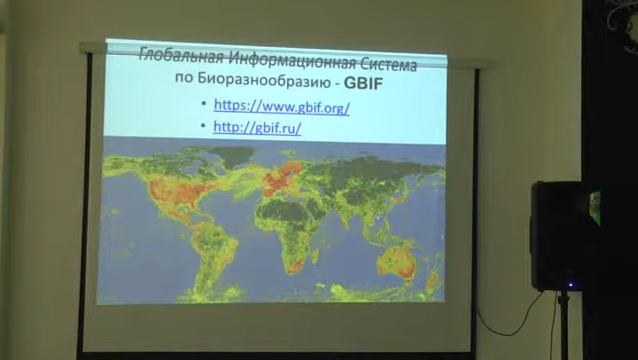 Глобальная Информационная Система
по Биоразнообразию - GBIF
• https://www.gbif.org/
• http://gbif.ru/